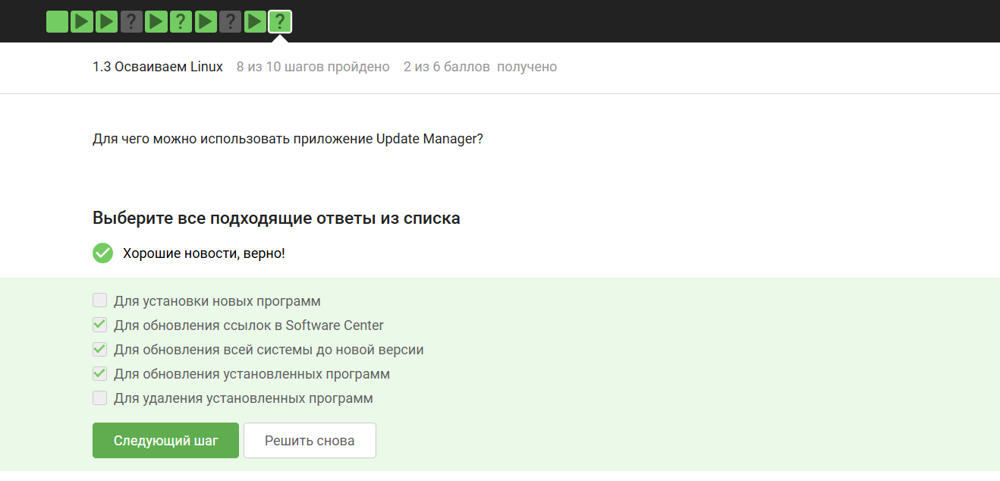 ? ? ? ?
1.3 Осваиваем Linux 8 из 10 шагов пройдено 2 из 6 баллов получено
Для чего можно использовать приложение Update Manager?
Выберите все подходящие ответы из списка
Хорошие новости, верно!
Для установки новых программ
Для обновления ссылок в Software Center
Для обновления всей системы до новой версии
Для обновления установленных программ
Для удаления установленных программ
Следующий шаг Решить снова